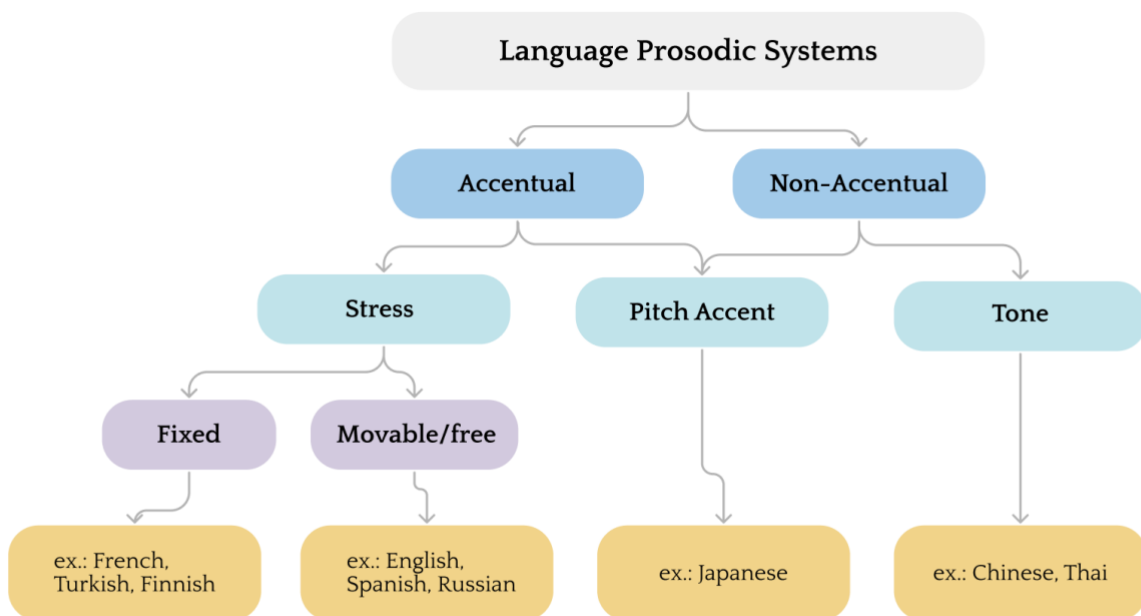 Language Prosodic Systems
Accentual
Non-Accentual
Stress
Pitch Accent
Tone
Fixed
Movable/free
ex.: French,
Turkish, Finnish
ex.: English,
Spanish, Russian
ex.: Japanese
ex.: Chinese, Thai